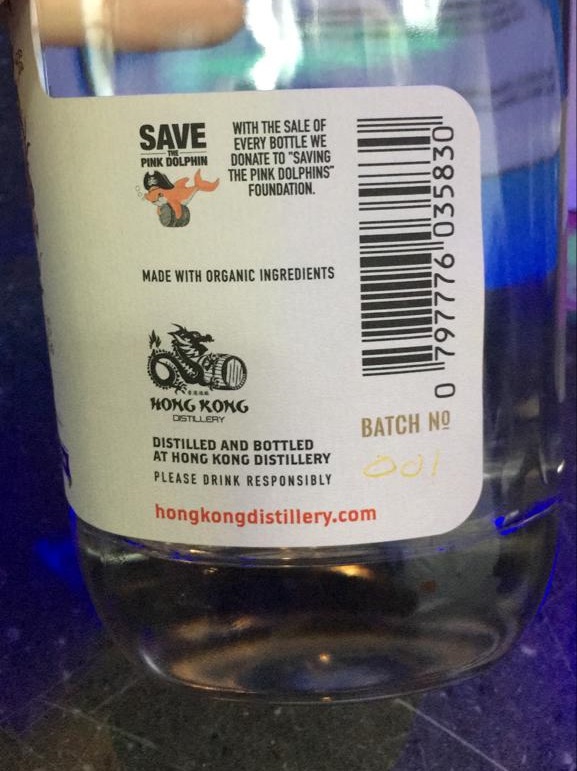 SAVE
THE
PINK DOLPHIN
WITH THE SALE OF
EVERY BOTTLE WE
DONATE TO "SAVING
THE PINK DOLPHINS"
FOUNDATION.
MADE WITH ORGANIC INGREDIENTS
HONG KONG
DISTILLERY
DISTILLED AND BOTTLED
AT HONG KONG DISTILLERY
PLEASE DRINK RESPONSIBLY
hongkongdistillery.com
0 797776 035830
BATCH Nº
001